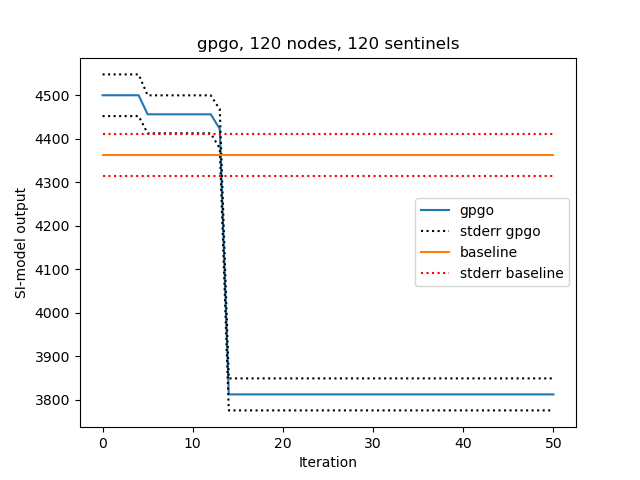 gpgo, 120 nodes, 120 sentinels
SI-model output
4500
4400
4300
4200
4100
4000
3900
3800
gpgo
stderr gpgo
baseline
stderr baseline
0 10 20 30 40 50
Iteration